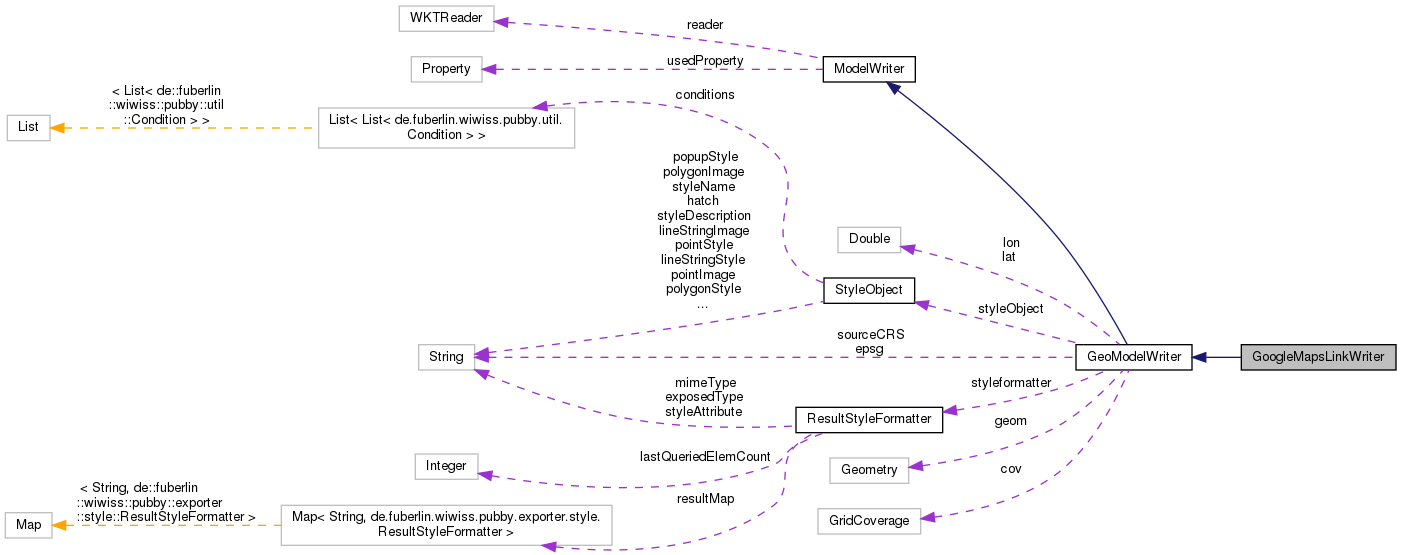 WKTReader
reader
Property
usedProperty
ModelWriter
< List< de::fuberlin
::wiwiss::pubby::util
::Condition > >
List
List< List< de.fuberlin.wiwiss.pubby.util.
Condition > >
conditions
popupStyle
polygonImage
styleName
hatch
styleDescription
lineStringImage
pointStyle
lineStringStyle
pointImage
polygonStyle
...
Double
lon
lat
StyleObject
styleObject
String
sourceCRS
epsg
GeoModelWriter
GoogleMapsLinkWriter
mimeType
exposedType
styleAttribute
ResultStyleFormatter
styleformatter
geom
Integer
lastQueriedElemCount
Geometry
cov
resultMap
< String, de::fuberlin
::wiwiss::pubby::exporter
::style::ResultStyleFormatter >
Map
Map< String, de.fuberlin.wiwiss.pubby.exporter.style.
ResultStyleFormatter >
GridCoverage